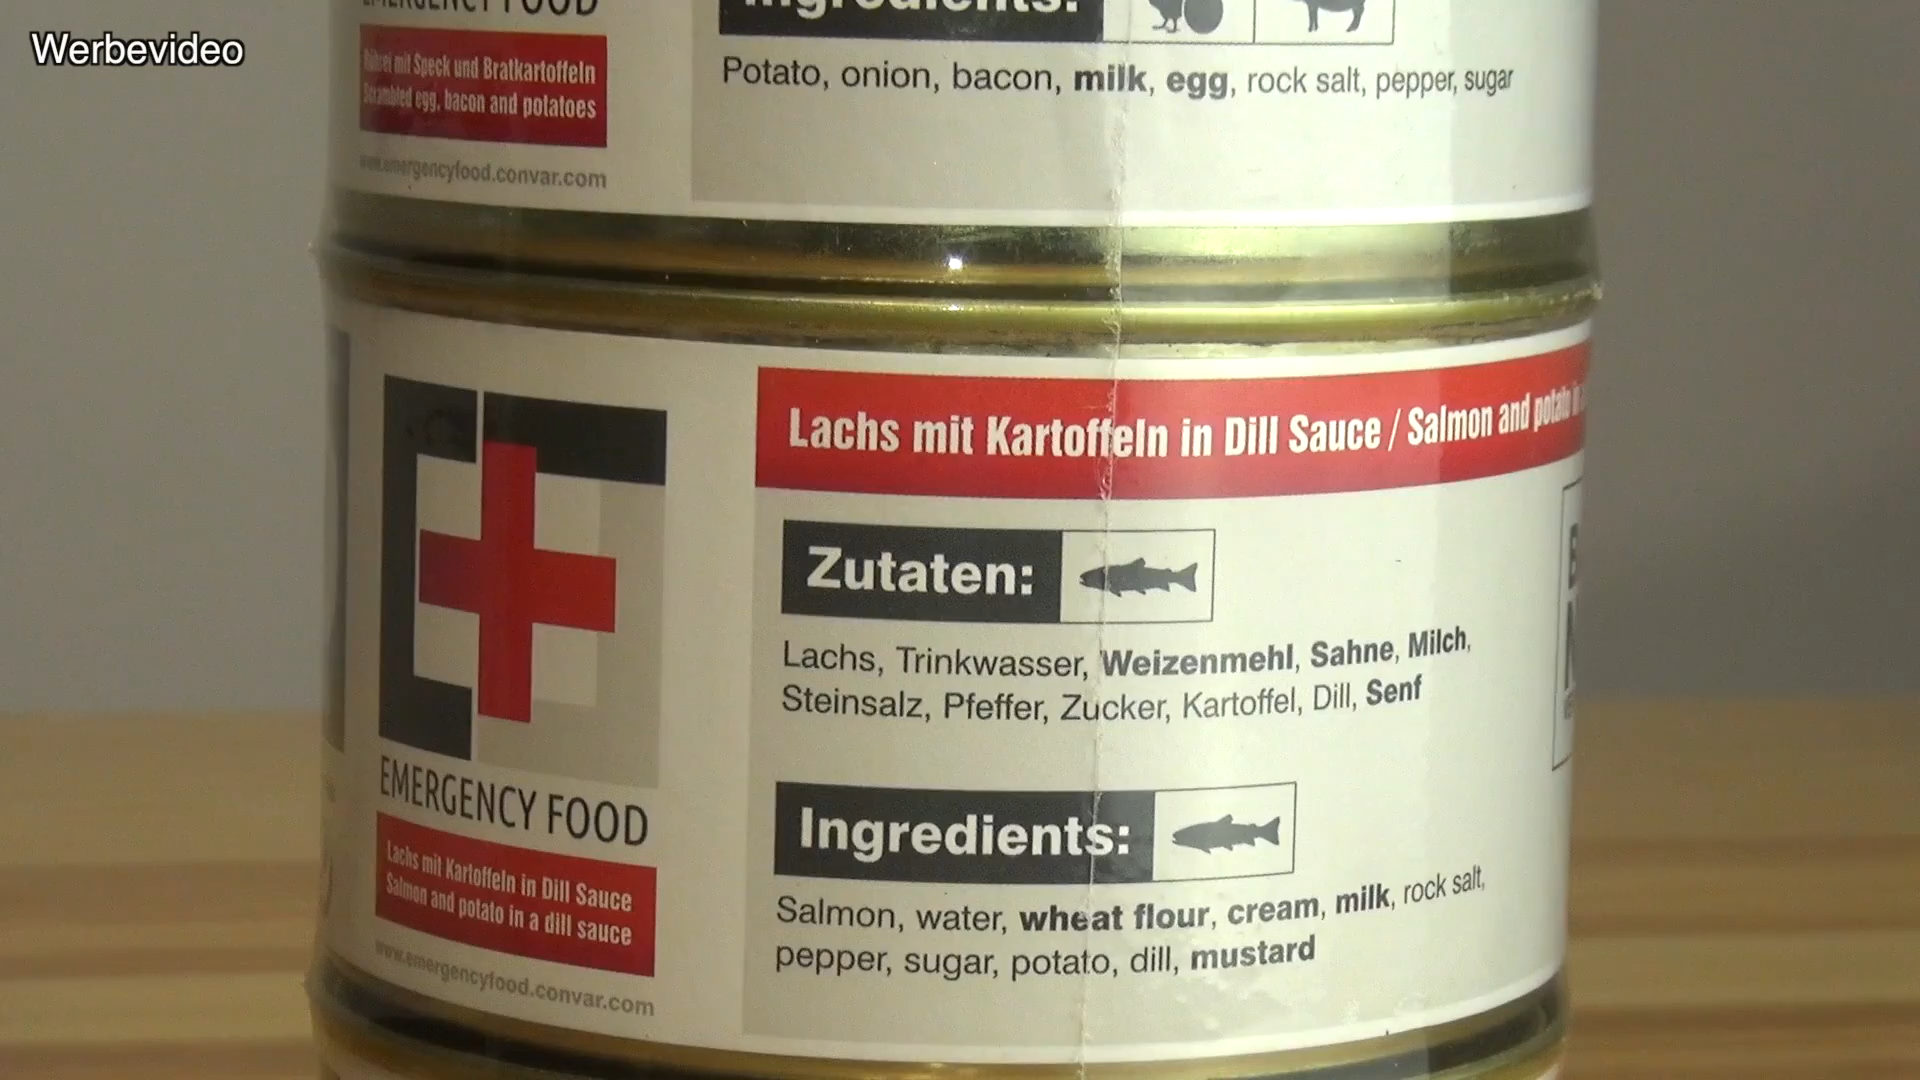 Werbevideo
EMERGENCY FOOD
Rührei mit Speck und Bratkartoffeln
Scrambled egg, bacon and potatoes
www.emergencyfood.convar.com
Ingredients:
Potato, onion, bacon, milk, egg, rock salt, pepper, sugar
EMERGENCY FOOD
Lachs mit Kartoffeln in Dill Sauce
Salmon and potato in a dill sauce
www.emergencyfood.convar.com
Lachs mit Kartoffeln in Dill Sauce / Salmon and potato in
Zutaten:
Lachs, Trinkwasser, Weizenmehl, Sahne, Milch,
Steinsalz, Pfeffer, Zucker, Kartoffel, Dill, Senf
Ingredients:
Salmon, water, wheat flour, cream, milk, rock salt,
pepper, sugar, potato, dill, mustard